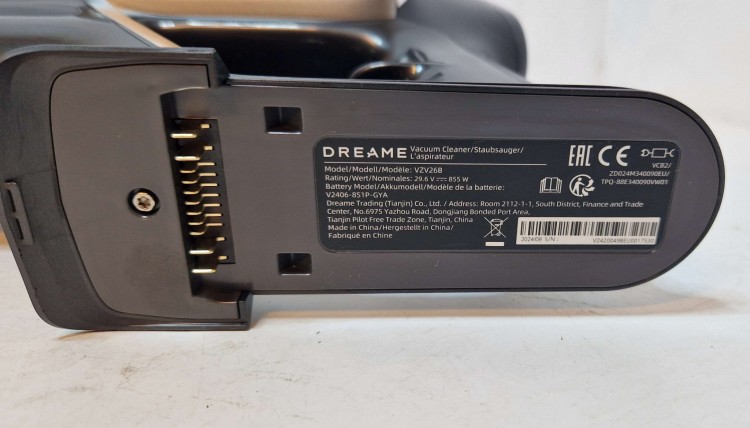 DREAME Vacuum Cleaner/Staubsauger/
L'aspirateur
Model/Modell/Modèle: VZV26B
Rating/Wert/Nominales: 29.6 V⎓ 855 W
Battery Model/Akkumodell/Modèle de la batterie:
V2406-8S1P-GYA
Dreame Trading (Tianjin) Co., Ltd. / Address: Room 2112-1-1, South District, Finance and Trade
Center, No.6975 Yazhou Road, Dongjiang Bonded Port Area,
Tianjin Pilot Free Trade Zone, Tianjin, China
Made in China/Hergestellt in China/
Fabriqué en Chine
EAC CE
VCB2/
ZD024M340090EU/
TPQ-88E340090VW01
2024/08 S/N: